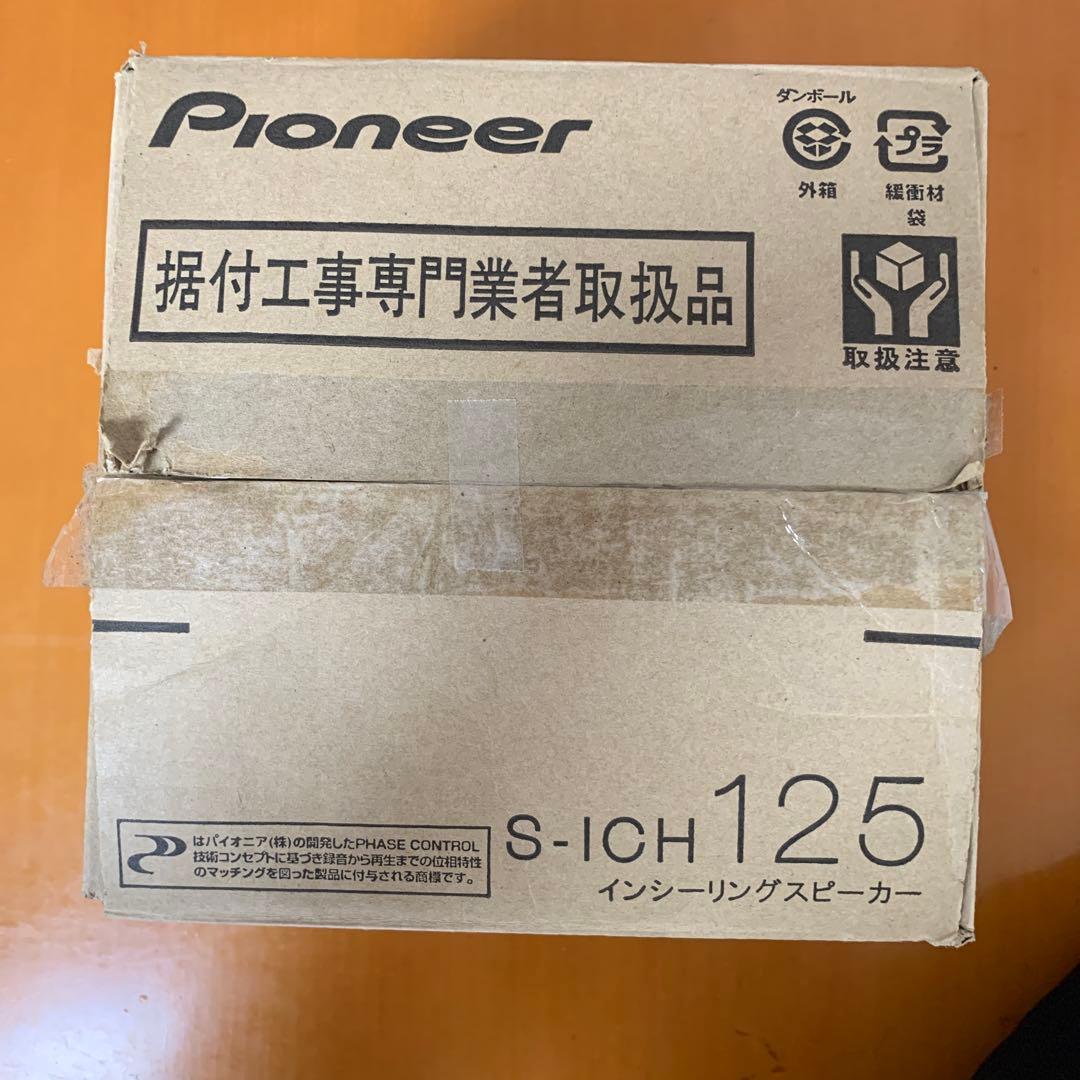 Pioneer
ダンボール
外箱
プラ
緩衝材
袋
据付工事専門業者取扱品
取扱注意
はパイオニア(株)の開発したPHASE CONTROL
技術コンセプトに基づき録音から再生までの位相特性
のマッチングを図った製品に付与される商標です。
S-ICH125
インシーリングスピーカー